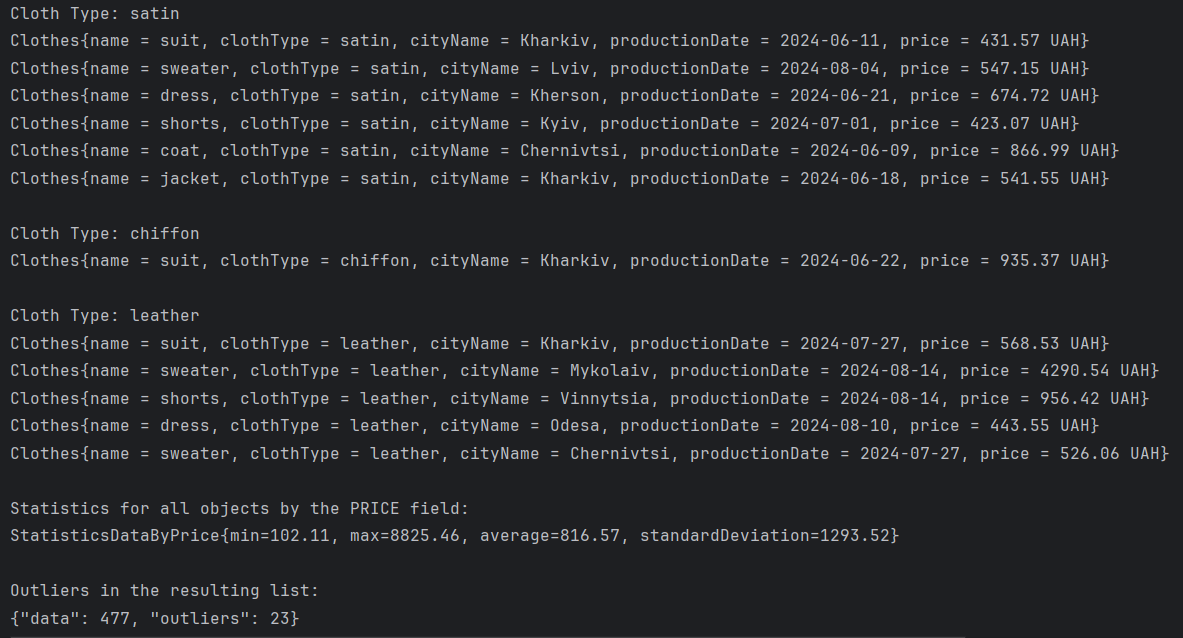 Cloth Type: satin
Clothes{name = suit, clothType = satin, cityName = Kharkiv, productionDate = 2024-06-11, price = 431.57 UAH}
Clothes{name = sweater, clothType = satin, cityName = Lviv, productionDate = 2024-08-04, price = 547.15 UAH}
Clothes{name = dress, clothType = satin, cityName = Kherson, productionDate = 2024-06-21, price = 674.72 UAH}
Clothes{name = shorts, clothType = satin, cityName = Kyiv, productionDate = 2024-07-01, price = 423.07 UAH}
Clothes{name = coat, clothType = satin, cityName = Chernivtsi, productionDate = 2024-06-09, price = 866.99 UAH}
Clothes{name = jacket, clothType = satin, cityName = Kharkiv, productionDate = 2024-06-18, price = 541.55 UAH}

Cloth Type: chiffon
Clothes{name = suit, clothType = chiffon, cityName = Kharkiv, productionDate = 2024-06-22, price = 935.37 UAH}

Cloth Type: leather
Clothes{name = suit, clothType = leather, cityName = Kharkiv, productionDate = 2024-07-27, price = 568.53 UAH}
Clothes{name = sweater, clothType = leather, cityName = Mykolaiv, productionDate = 2024-08-14, price = 4290.54 UAH}
Clothes{name = shorts, clothType = leather, cityName = Vinnytsia, productionDate = 2024-08-14, price = 956.42 UAH}
Clothes{name = dress, clothType = leather, cityName = Odesa, productionDate = 2024-08-10, price = 443.55 UAH}
Clothes{name = sweater, clothType = leather, cityName = Chernivtsi, productionDate = 2024-07-27, price = 526.06 UAH}

Statistics for all objects by the PRICE field:
StatisticsDataByPrice{min=102.11, max=8825.46, average=816.57, standardDeviation=1293.52}

Outliers in the resulting list:
{"data": 477, "outliers": 23}